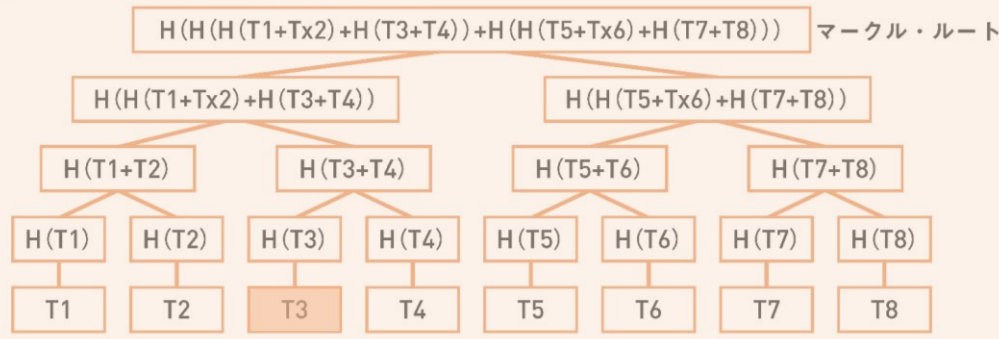 H(H(H(T1+Tx2)+H(T3+T4))+H(H(T5+Tx6)+H(T7+T8))) マークル・ルート
H(H(T1+Tx2)+H(T3+T4)) H(H(T5+Tx6)+H(T7+T8))
H(T1+T2) H(T3+T4) H(T5+T6) H(T7+T8)
H(T1) H(T2) H(T3) H(T4) H(T5) H(T6) H(T7) H(T8)
T1 T2 T3 T4 T5 T6 T7 T8